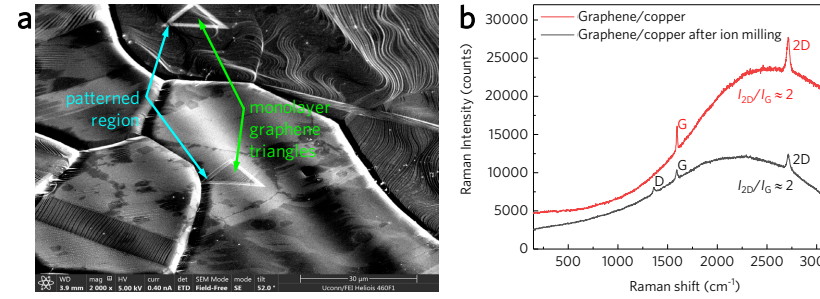 a
patterned
region
monolayer
graphene
triangles
WD mag HV curr det SEM Mode mode tilt
3.9 mm 2 000 x 5.00 kV 0.40 nA ETD Field-Free SE 52.0 °
30 µm
Uconn/FEI Helios 460F1
b
30000
25000
20000
15000
10000
5000
0
Raman Intensity (counts)
Graphene/copper
Graphene/copper after ion milling
2D
I2D/IG ≈ 2
G
D
G
2D
I2D/IG ≈ 2
500 1000 1500 2000 2500 3000
Raman shift (cm-1)